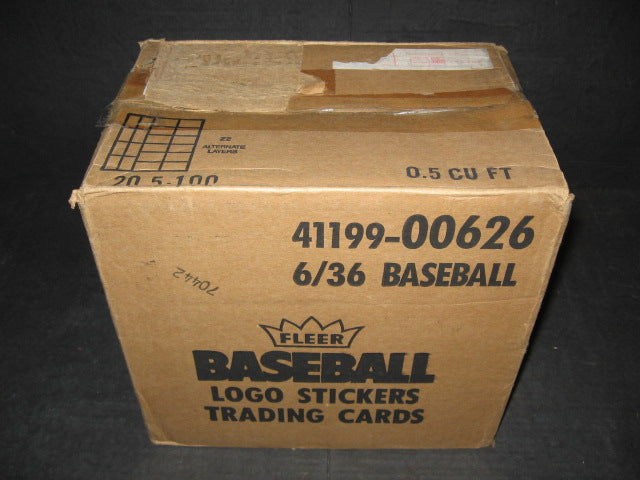 22
ALTERNATE
LAYERS
20.5-100
0.5 CU FT
41199-00626
6/36 BASEBALL
70442
FLEER
BASEBALL
LOGO STICKERS
TRADING CARDS